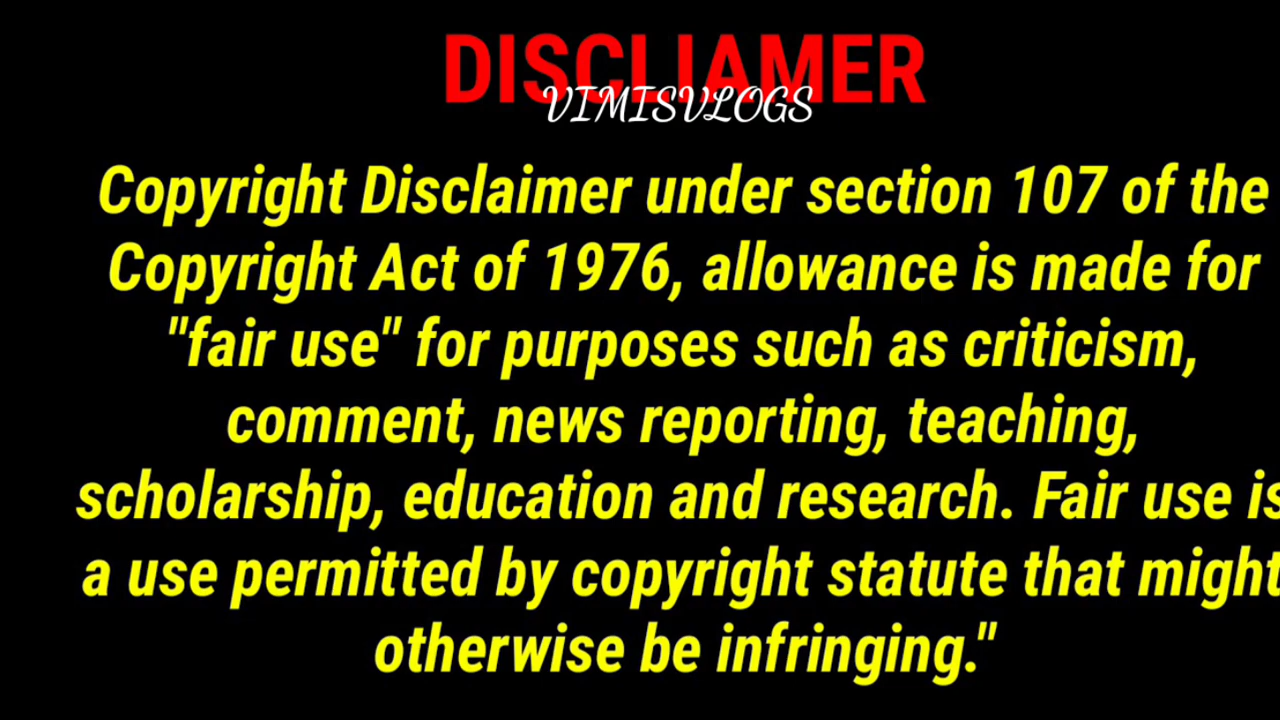 DISCLIAMER
VIMISVLOGS
Copyright Disclaimer under section 107 of the
Copyright Act of 1976, allowance is made for
"fair use" for purposes such as criticism,
comment, news reporting, teaching,
scholarship, education and research. Fair use is
a use permitted by copyright statute that might
otherwise be infringing."